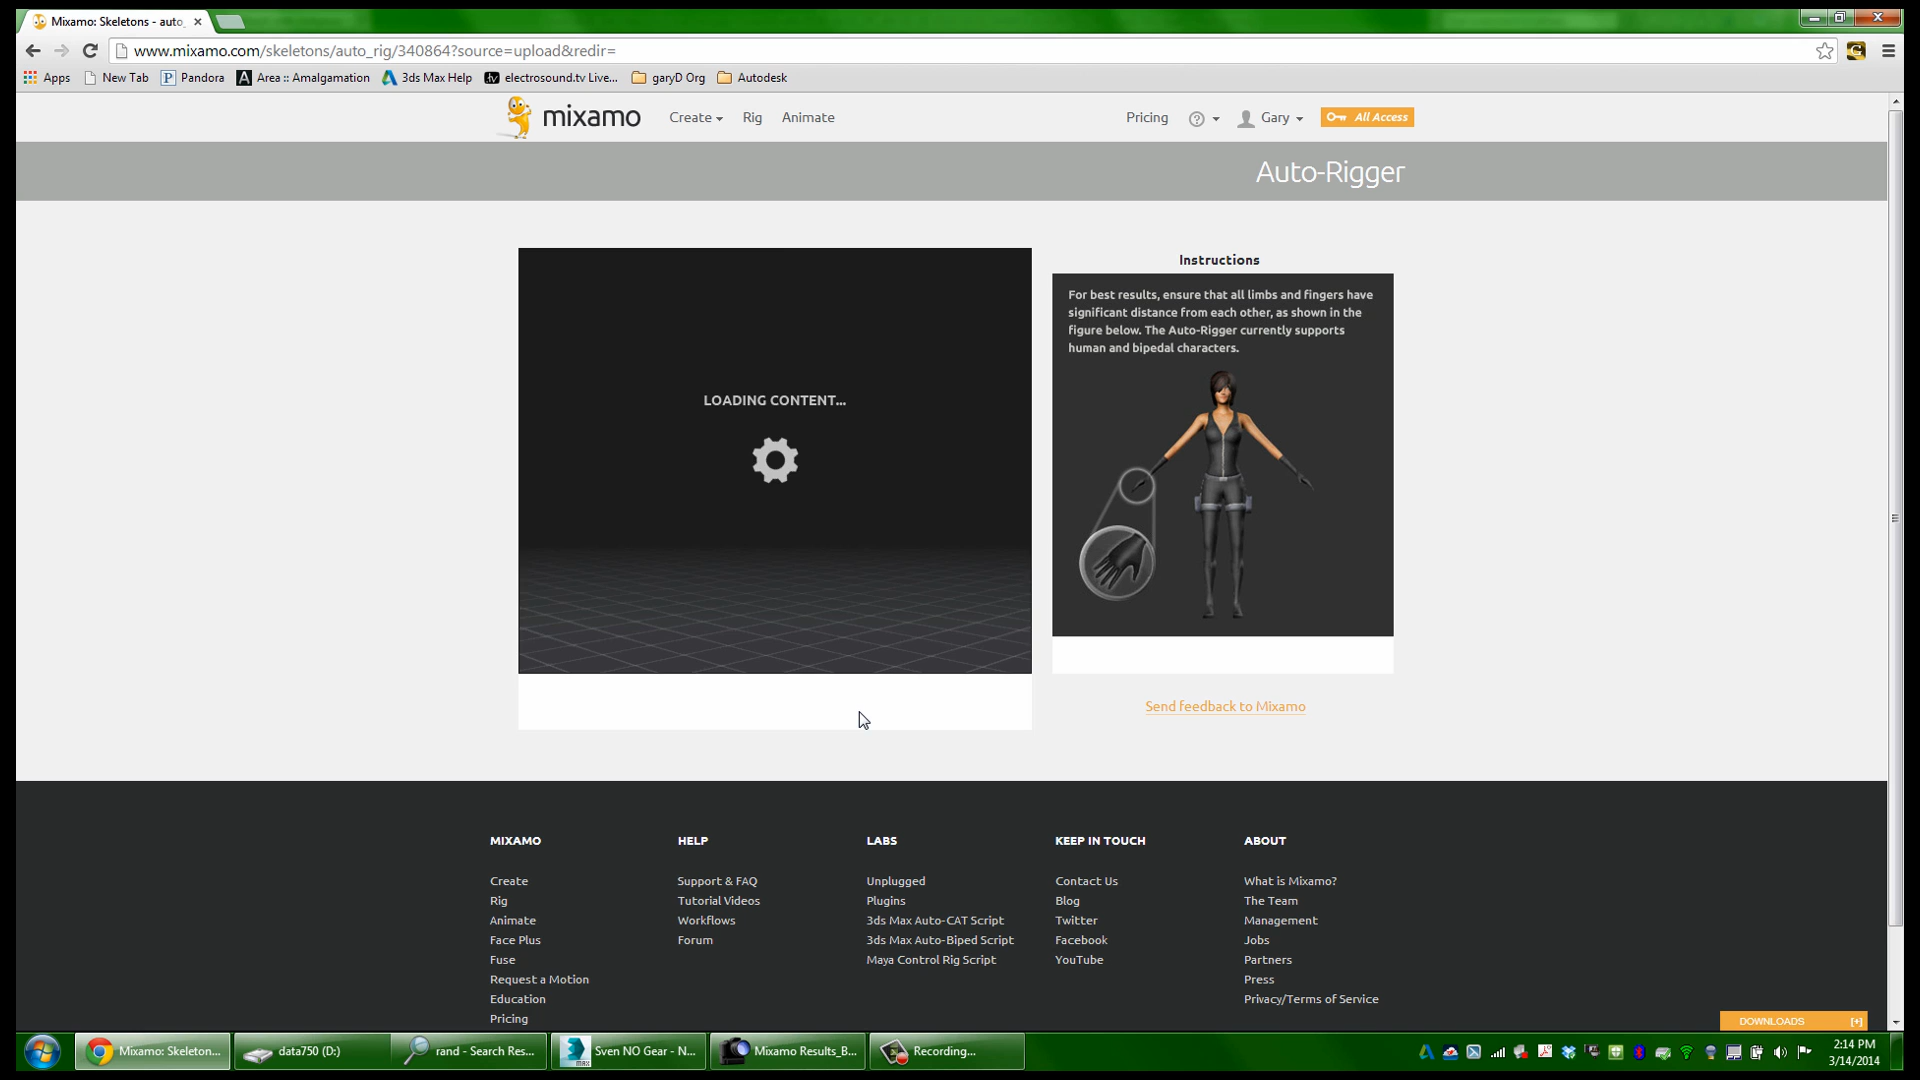 Mixamo: Skeletons - auto_
www.mixamo.com/skeletons/auto_rig/340864?source=upload&redir=
Apps New Tab Pandora Area :: Amalgamation 3ds Max Help electrosound.tv Live... garyD Org Autodesk
mixamo Create Rig Animate Pricing Gary All Access
Auto-Rigger
LOADING CONTENT...
Instructions
For best results, ensure that all limbs and fingers have
significant distance from each other, as shown in the
figure below. The Auto-Rigger currently supports
human and bipedal characters.
Send feedback to Mixamo
MIXAMO
Create
Rig
Animate
Face Plus
Fuse
Request a Motion
Education
Pricing
HELP
Support & FAQ
Tutorial Videos
Workflows
Forum
LABS
Unplugged
Plugins
3ds Max Auto-CAT Script
3ds Max Auto-Biped Script
Maya Control Rig Script
KEEP IN TOUCH
Contact Us
Blog
Twitter
Facebook
YouTube
ABOUT
What is Mixamo?
The Team
Management
Jobs
Partners
Press
Privacy/Terms of Service
DOWNLOADS [+]
Mixamo: Skeleton... data750 (D:) rand - Search Res... Sven NO Gear - N... Mixamo Results_B... Recording...
2:14 PM
3/14/2014